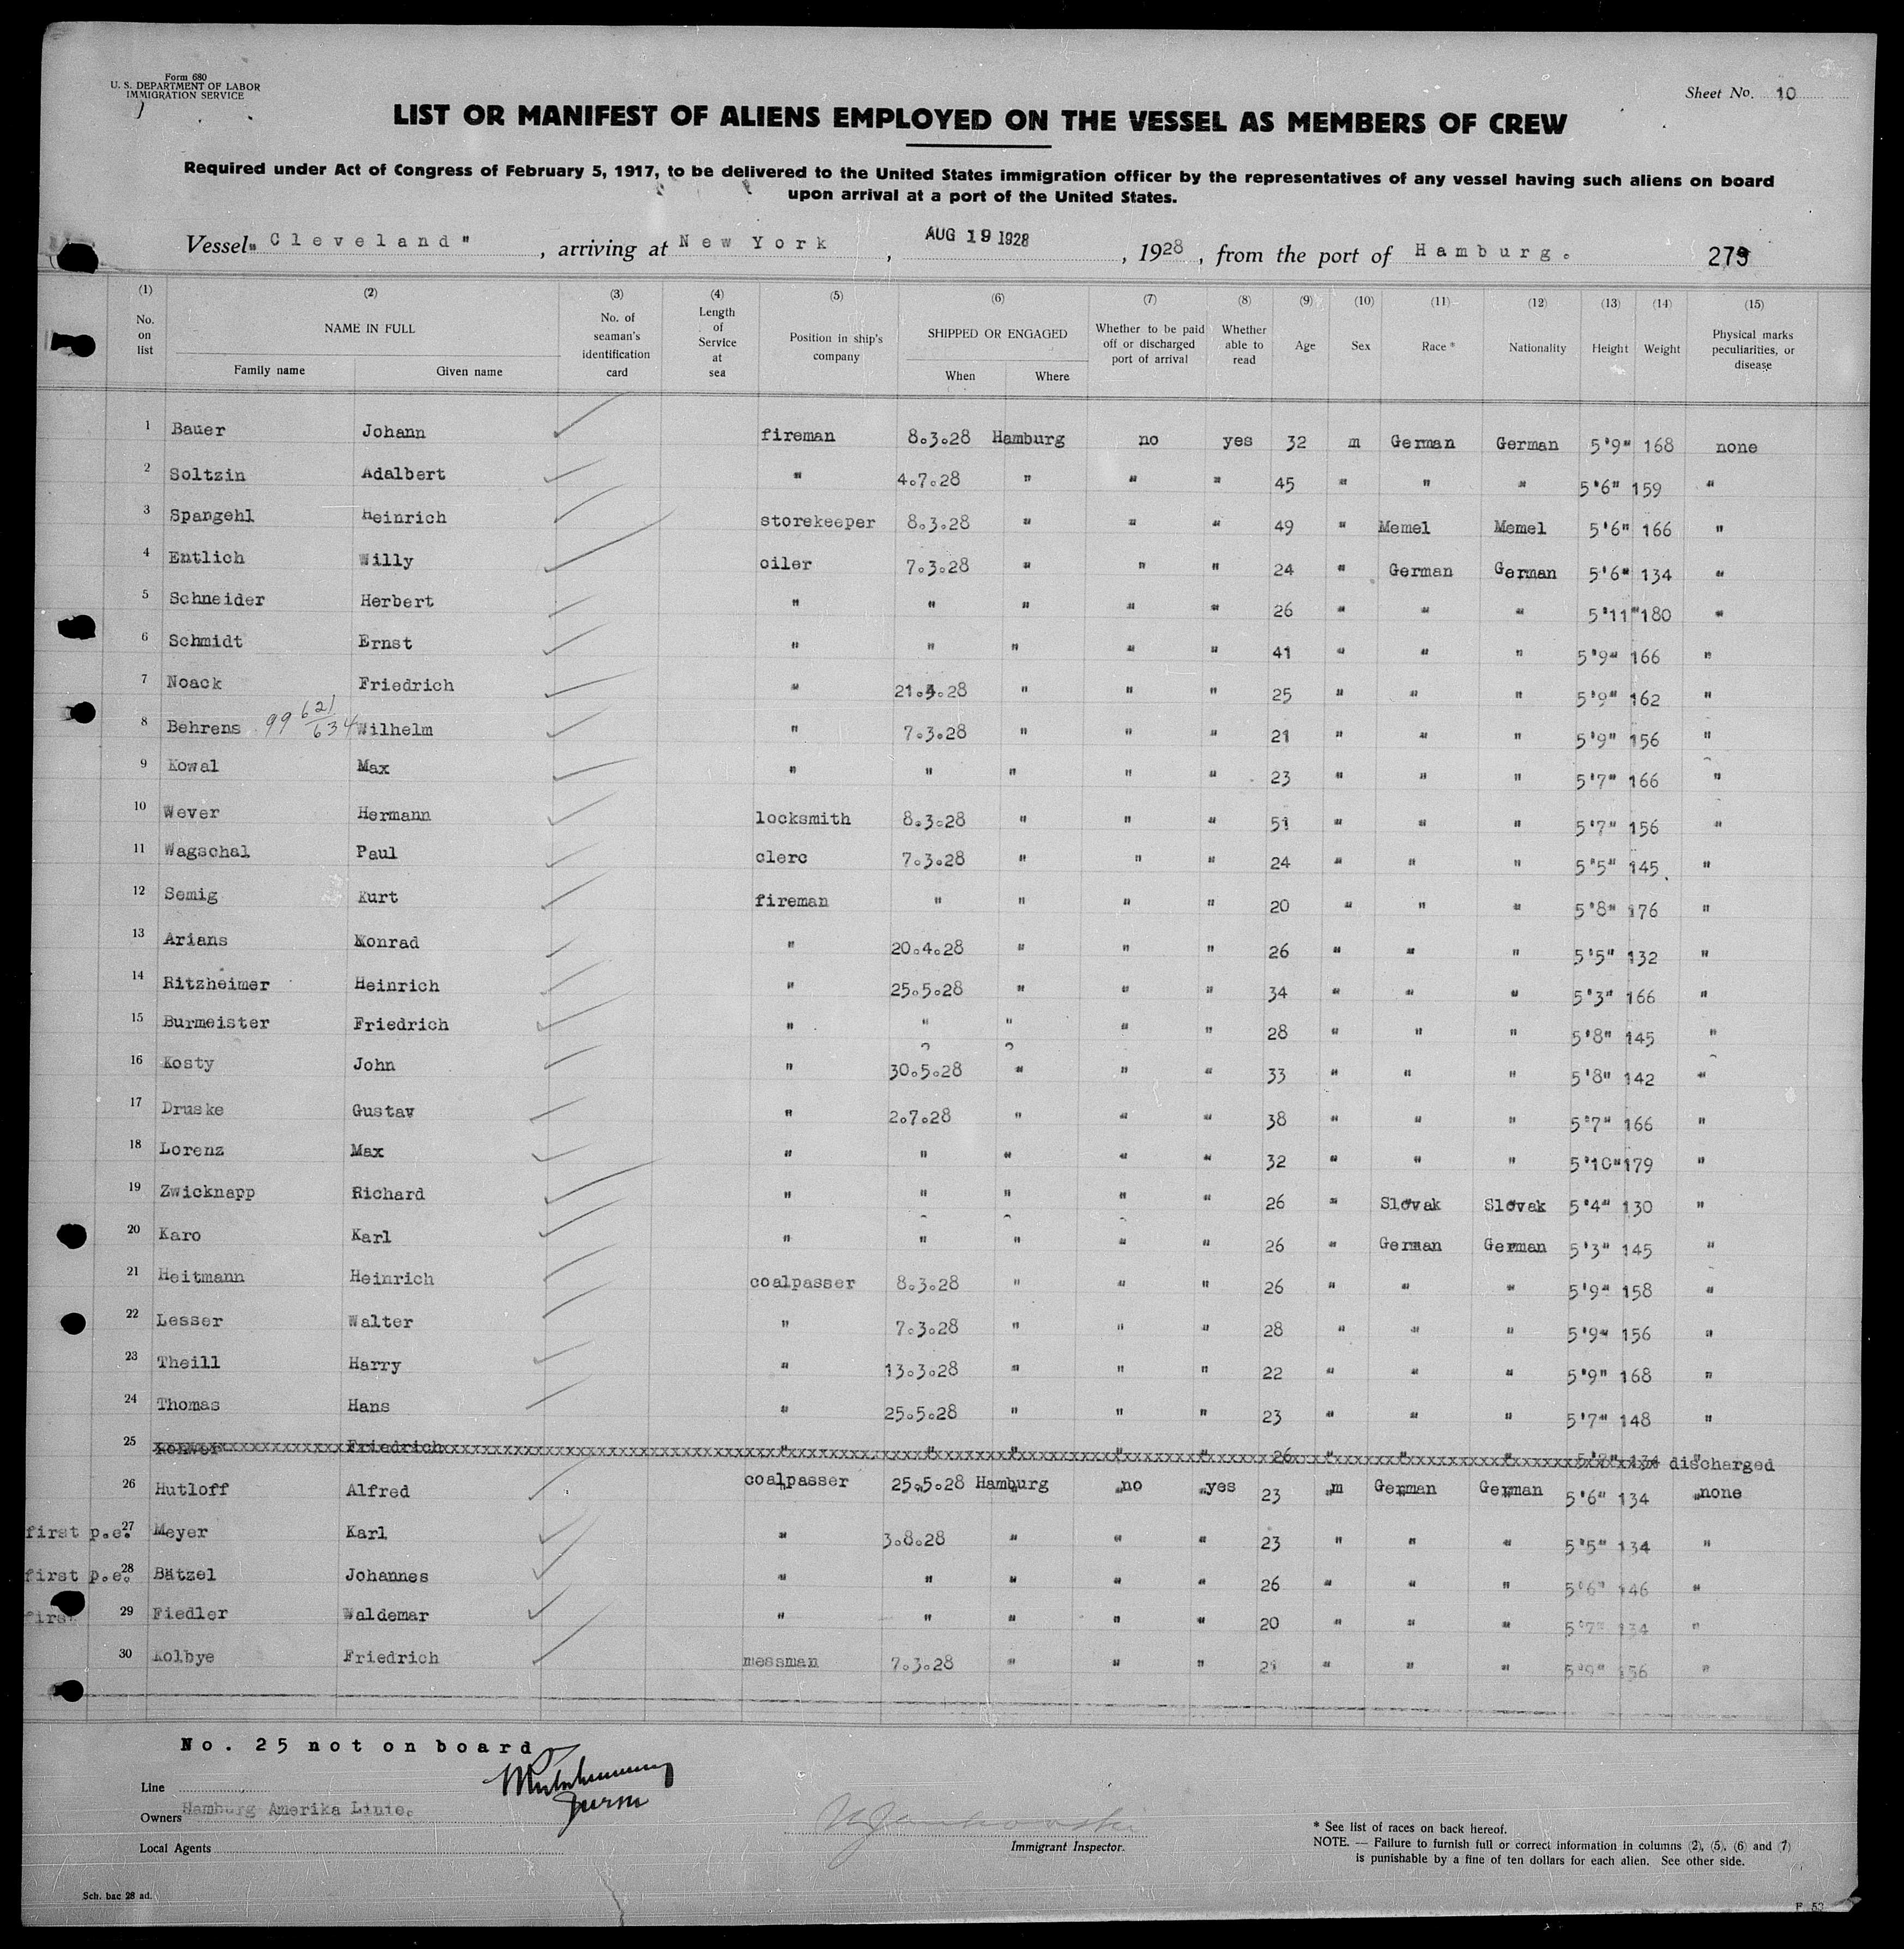 Form 680
U. S. DEPARTMENT OF LABOR
IMMIGRATION SERVICE
Sheet No. 10
LIST OR MANIFEST OF ALIENS EMPLOYED ON THE VESSEL AS MEMBERS OF CREW
Required under Act of Congress of February 5, 1917, to be delivered to the United States immigration officer by the representatives of any vessel having such aliens on board
upon arrival at a port of the United States.
Vessel "Cleveland", arriving at New York, AUG 19 1928, 1928, from the port of Hamburg. 279
(1) (2) (3) (4) (5) (6) (7) (8) (9) (10) (11) (12) (13) (14) (15)
No. on list NAME IN FULL Family name Given name No. of seaman's identification card Length of Service at sea Position in ship's company SHIPPED OR ENGAGED When Where Whether to be paid off or discharged port of arrival Whether able to read Age Sex Race * Nationality Height Weight Physical marks peculiarities, or disease
1 Bauer Johann fireman 8.3.28 Hamburg no yes 32 m German German 5'9" 168 none
2 Soltzin Adalbert " 4.7.28 " " " 45 " " " 5'6" 159 "
3 Spangehl Heinrich storekeeper 8.3.28 " " " 49 " Memel Memel 5'6" 166 "
4 Entlich Willy oiler 7.3.28 " " " 24 " German German 5'6" 134 "
5 Schneider Herbert " " " " " 26 " " " 5'11" 180 "
6 Schmidt Ernst " " " " " 41 " " " 5'9" 166 "
7 Noack Friedrich " 21.4.28 " " " 25 " " " 5'9" 162 "
8 Behrens 99 621/634 Wilhelm " 7.3.28 " " " 21 " " " 5'9" 156 "
9 Kowal Max " " " " " 23 " " " 5'7" 166 "
10 Wever Hermann locksmith 8.3.28 " " " 51 " " " 5'7" 156 "
11 Wagschal Paul clerc 7.3.28 " " " 24 " " " 5'5" 145 "
12 Semig Kurt fireman " " " " 20 " " " 5'8" 176 "
13 Arians Konrad " 20.4.28 " " " 26 " " " 5'5" 132 "
14 Ritzheimer Heinrich " 25.5.28 " " " 34 " " " 5'3" 166 "
15 Burmeister Friedrich " " " " " 28 " " " 5'8" 145 "
16 Kosty John " 30.5.28 " " " 33 " " " 5'8" 142 "
17 Druske Gustav " 2.7.28 " " " 38 " " " 5'7" 166 "
18 Lorenz Max " " " " " 32 " " " 5'10" 179 "
19 Zwicknapp Richard " " " " " 26 " Slovak Slovak 5'4" 130 "
20 Karo Karl " " " " " 26 " German German 5'3" 145 "
21 Heitmann Heinrich coalpasser 8.3.28 " " " 26 " " " 5'9" 158 "
22 Lesser Walter " 7.3.28 " " " 28 " " " 5'9" 156 "
23 Theill Harry " 13.3.28 " " " 22 " " " 5'9" 168 "
24 Thomas Hans " 25.5.28 " " " 23 " " " 5'7" 148 "
25 Friedrich " " " " " 26 " " " 134 " discharged
26 Hutloff Alfred coalpasser 25.5.28 Hamburg no yes 23 m German German 5'6" 134 none
first p.e. 27 Meyer Karl " 3.8.28 " " " 23 " " " 5'5" 134 "
first p.e. 28 Bätzel Johannes " " " " " 26 " " " 5'6" 146 "
first 29 Fiedler Waldemar " " " " " 20 " " " 5'7" 134 "
30 Kolbye Friedrich messman 7.3.28 " " " 21 " " " 5'9" 156 "
No. 25 not on board
Line
Owners Hamburg Amerika Linie.
Local Agents
Immigrant Inspector.
* See list of races on back hereof.
NOTE. — Failure to furnish full or correct information in columns (2), (5), (6) and (7)
is punishable by a fine of ten dollars for each alien. See other side.
Sch. bac 28 ad.